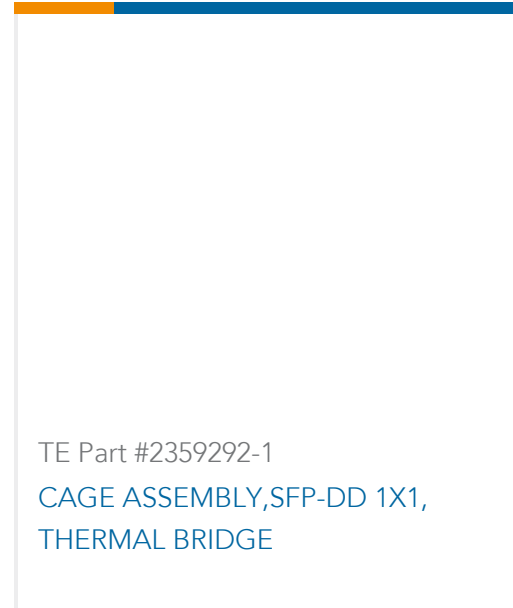 TE Part #2359292-1
CAGE ASSEMBLY,SFP-DD 1X1,
THERMAL BRIDGE